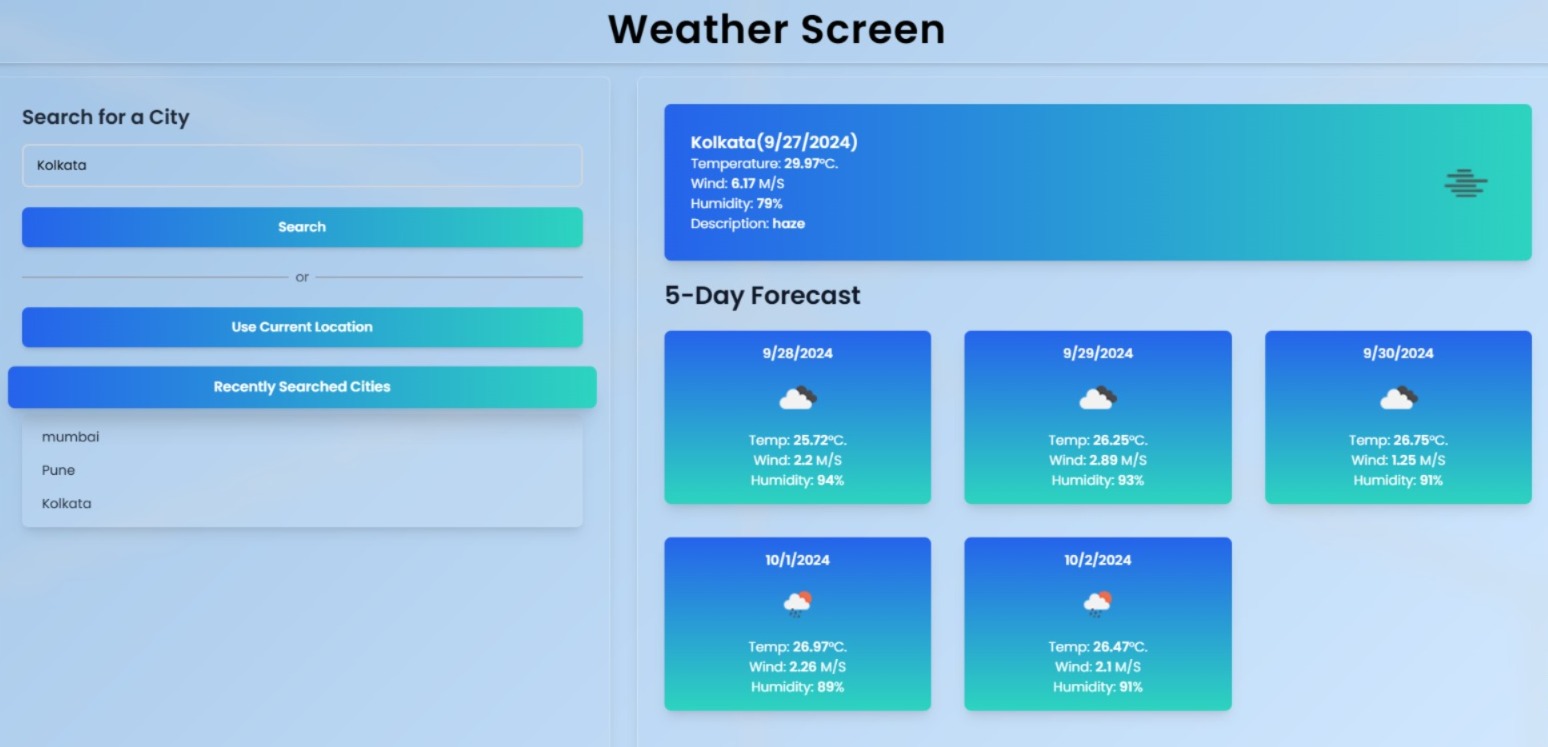 Weather Screen
Search for a City
Kolkata
Search
or
Use Current Location
Recently Searched Cities
mumbai
Pune
Kolkata
Kolkata(9/27/2024)
Temperature: 29.97°C.
Wind: 6.17 M/S
Humidity: 79%
Description: haze
5-Day Forecast
9/28/2024
Temp: 25.72°C.
Wind: 2.2 M/S
Humidity: 94%
9/29/2024
Temp: 26.25°C.
Wind: 2.89 M/S
Humidity: 93%
9/30/2024
Temp: 26.75°C.
Wind: 1.25 M/S
Humidity: 91%
10/1/2024
Temp: 26.97°C.
Wind: 2.26 M/S
Humidity: 89%
10/2/2024
Temp: 26.47°C.
Wind: 2.1 M/S
Humidity: 91%